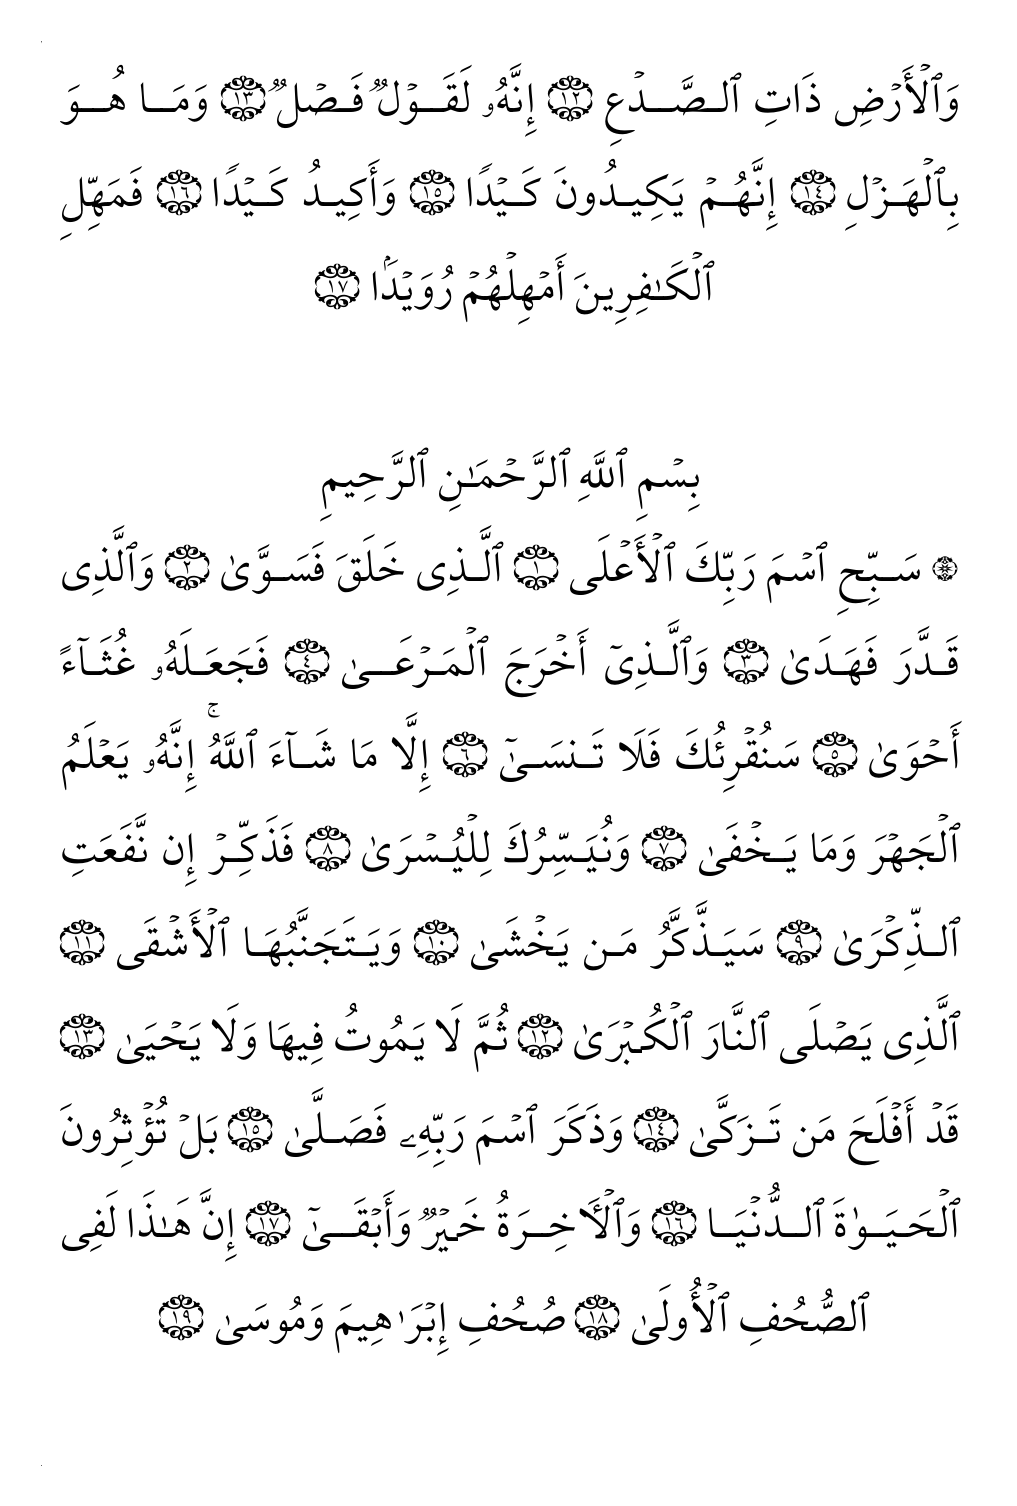 وَٱلۡأَرۡضِ ذَاتِ ٱلصَّدۡعِ ١٢ إِنَّهُۥ لَقَوۡلٞ فَصۡلٞ ١٣ وَمَا هُوَ
بِٱلۡهَزۡلِ ١٤ إِنَّهُمۡ يَكِيدُونَ كَيۡدٗا ١٥ وَأَكِيدُ كَيۡدٗا ١٦ فَمَهِّلِ
ٱلۡكَٰفِرِينَ أَمۡهِلۡهُمۡ رُوَيۡدَۢا ١٧
بِسۡمِ ٱللَّهِ ٱلرَّحۡمَٰنِ ٱلرَّحِيمِ
۞ سَبِّحِ ٱسۡمَ رَبِّكَ ٱلۡأَعۡلَى ١ ٱلَّذِي خَلَقَ فَسَوَّىٰ ٢ وَٱلَّذِي
قَدَّرَ فَهَدَىٰ ٣ وَٱلَّذِيٓ أَخۡرَجَ ٱلۡمَرۡعَىٰ ٤ فَجَعَلَهُۥ غُثَآءً
أَحۡوَىٰ ٥ سَنُقۡرِئُكَ فَلَا تَنسَىٰٓ ٦ إِلَّا مَا شَآءَ ٱللَّهُۚ إِنَّهُۥ يَعۡلَمُ
ٱلۡجَهۡرَ وَمَا يَخۡفَىٰ ٧ وَنُيَسِّرُكَ لِلۡيُسۡرَىٰ ٨ فَذَكِّرۡ إِن نَّفَعَتِ
ٱلذِّكۡرَىٰ ٩ سَيَذَّكَّرُ مَن يَخۡشَىٰ ١٠ وَيَتَجَنَّبُهَا ٱلۡأَشۡقَى ١١
ٱلَّذِي يَصۡلَى ٱلنَّارَ ٱلۡكُبۡرَىٰ ١٢ ثُمَّ لَا يَمُوتُ فِيهَا وَلَا يَحۡيَىٰ ١٣
قَدۡ أَفۡلَحَ مَن تَزَكَّىٰ ١٤ وَذَكَرَ ٱسۡمَ رَبِّهِۦ فَصَلَّىٰ ١٥ بَلۡ تُؤۡثِرُونَ
ٱلۡحَيَوٰةَ ٱلدُّنۡيَا ١٦ وَٱلۡأٓخِرَةُ خَيۡرٞ وَأَبۡقَىٰٓ ١٧ إِنَّ هَٰذَا لَفِي
ٱلصُّحُفِ ٱلۡأُولَىٰ ١٨ صُحُفِ إِبۡرَٰهِيمَ وَمُوسَىٰ ١٩